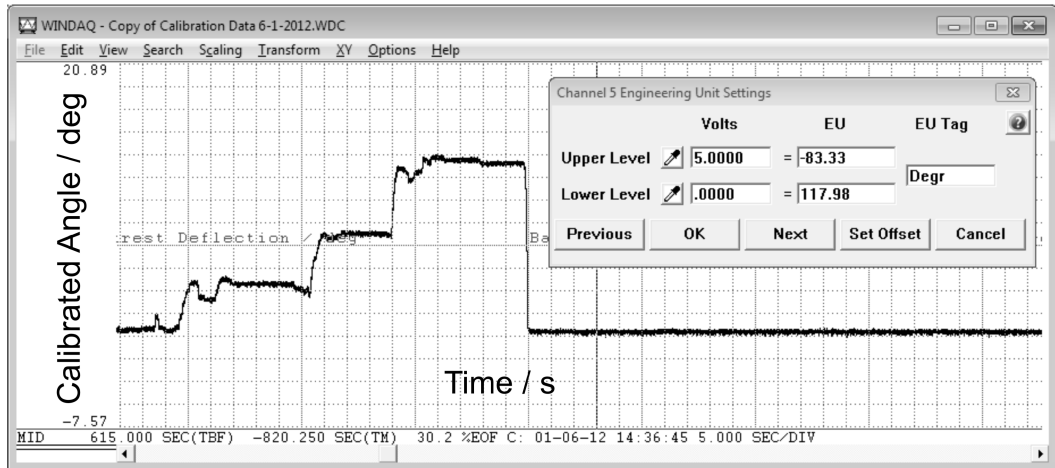 WINDAQ - Copy of Calibration Data 6-1-2012.WDC
File Edit View Search Scaling Transform XY Options Help
20.89
Calibrated Angle / deg
Channel 5 Engineering Unit Settings
Volts EU EU Tag
Upper Level 5.0000 = -83.33
Degr
Lower Level .0000 = 117.98
Previous OK Next Set Offset Cancel
rest Deflection / deg
Ba
Time / s
-7.57
MID 615.000 SEC(TBF) -820.250 SEC(TM) 30.2 %EOF C: 01-06-12 14:36:45 5.000 SEC/DIV